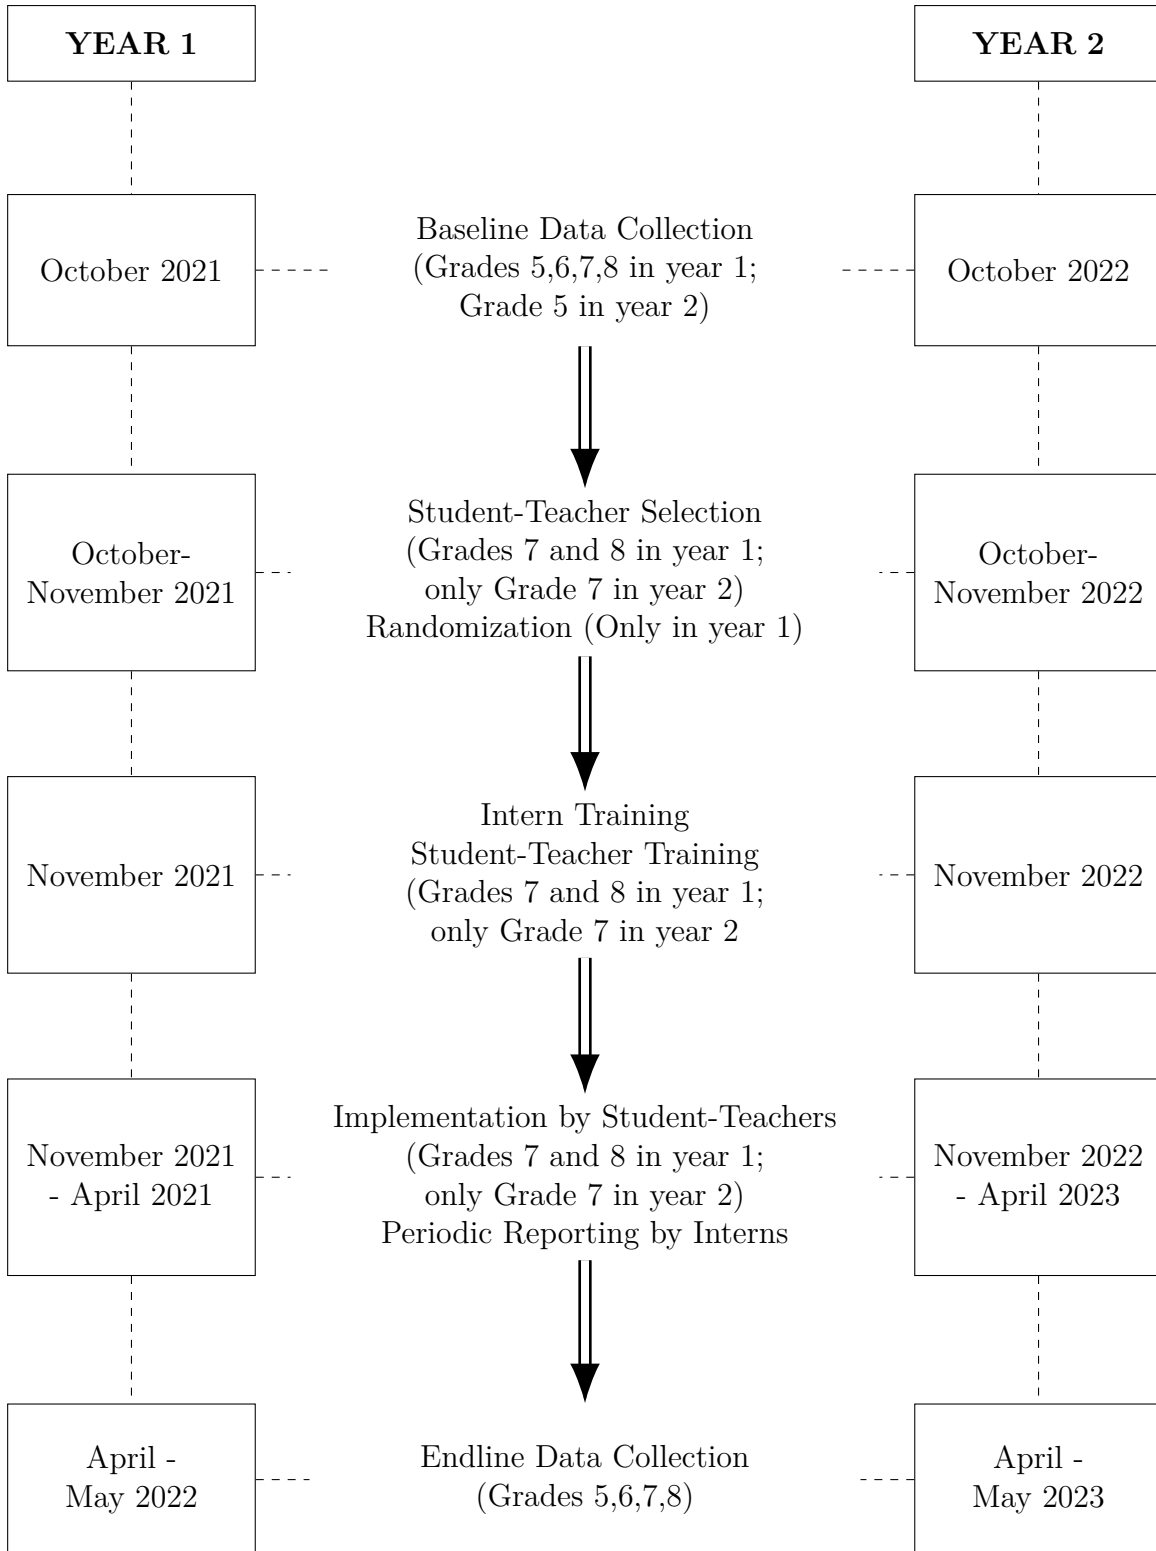 YEAR 1
YEAR 2
October 2021
Baseline Data Collection
(Grades 5,6,7,8 in year 1;
Grade 5 in year 2)
October 2022
October-
November 2021
Student-Teacher Selection
(Grades 7 and 8 in year 1;
only Grade 7 in year 2)
Randomization (Only in year 1)
October-
November 2022
November 2021
Intern Training
Student-Teacher Training
(Grades 7 and 8 in year 1;
only Grade 7 in year 2
November 2022
November 2021
- April 2021
Implementation by Student-Teachers
(Grades 7 and 8 in year 1;
only Grade 7 in year 2)
Periodic Reporting by Interns
November 2022
- April 2023
April -
May 2022
Endline Data Collection
(Grades 5,6,7,8)
April -
May 2023